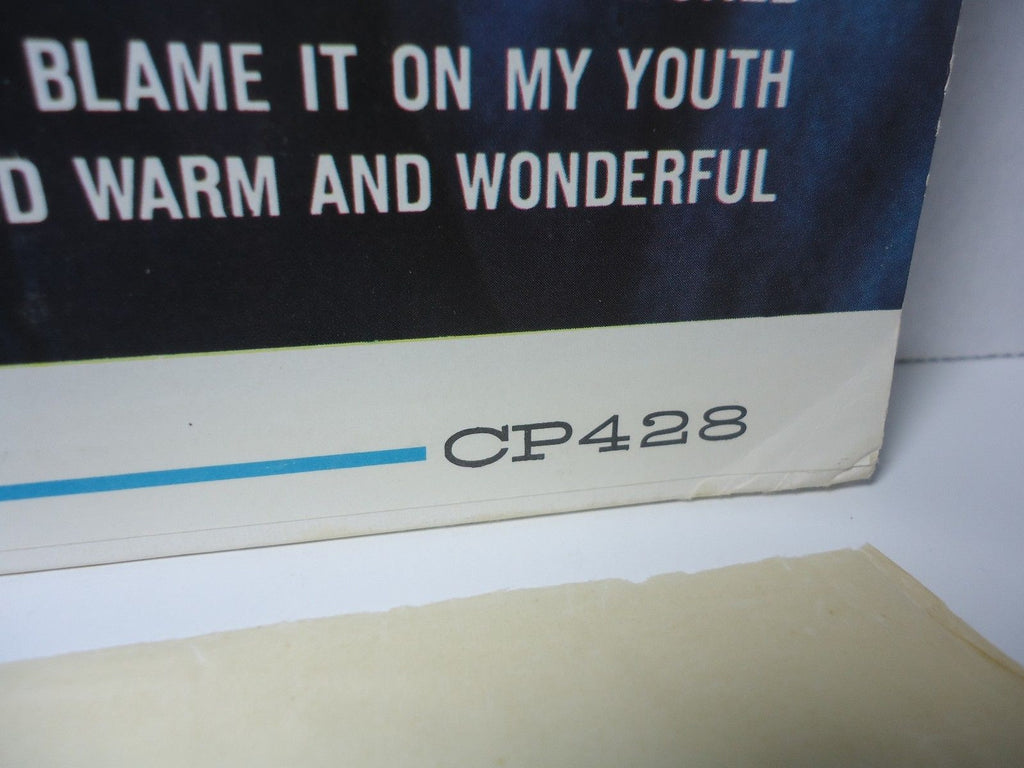 BLAME IT ON MY YOUTH
D WARM AND WONDERFUL
CP428